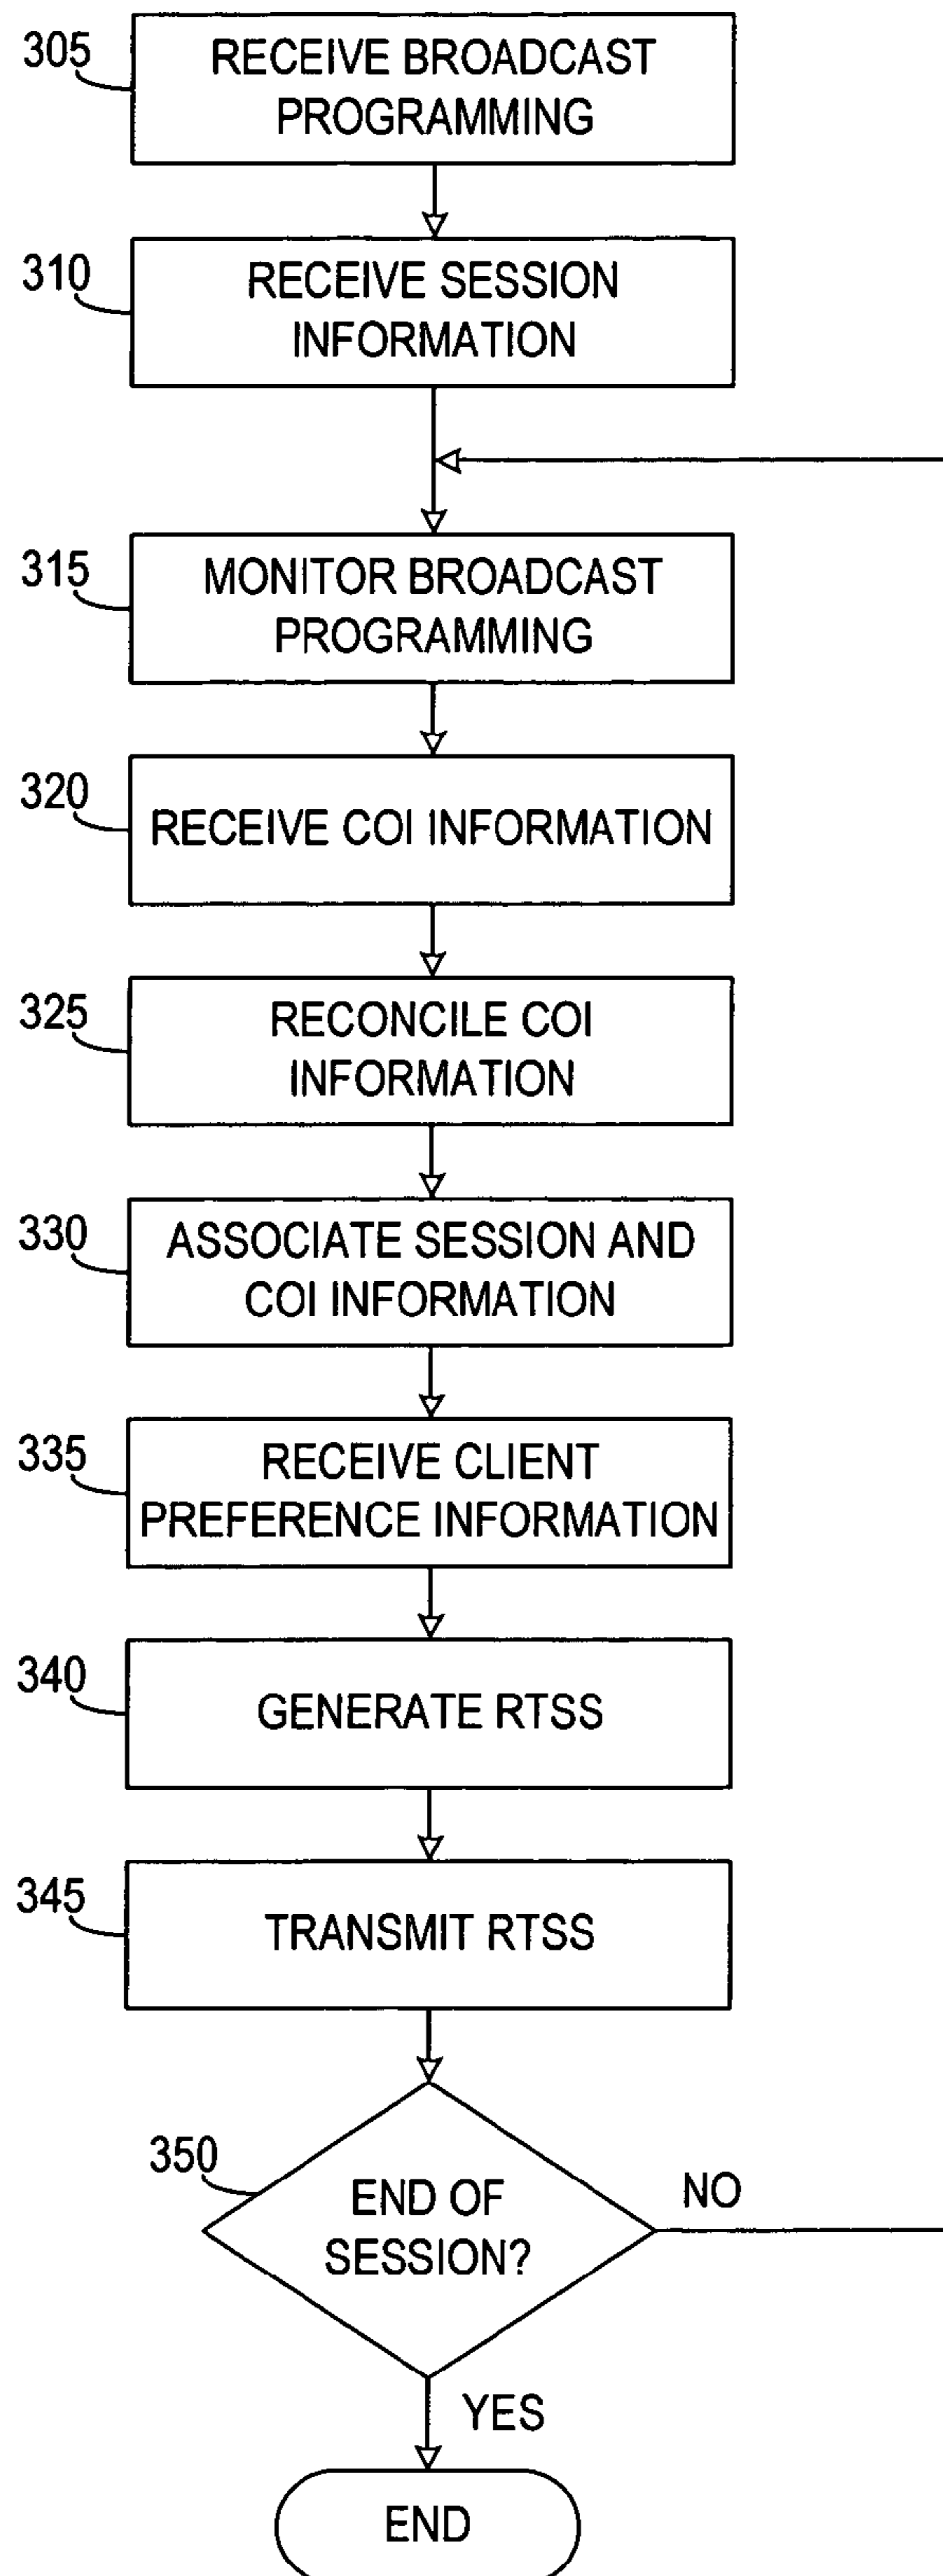 305
RECEIVE BROADCAST
PROGRAMMING
310
RECEIVE SESSION
INFORMATION
315
MONITOR BROADCAST
PROGRAMMING
320
RECEIVE COI INFORMATION
325
RECONCILE COI
INFORMATION
330
ASSOCIATE SESSION AND
COI INFORMATION
335
RECEIVE CLIENT
PREFERENCE INFORMATION
340
GENERATE RTSS
345
TRANSMIT RTSS
350
END OF
SESSION?
NO
YES
END